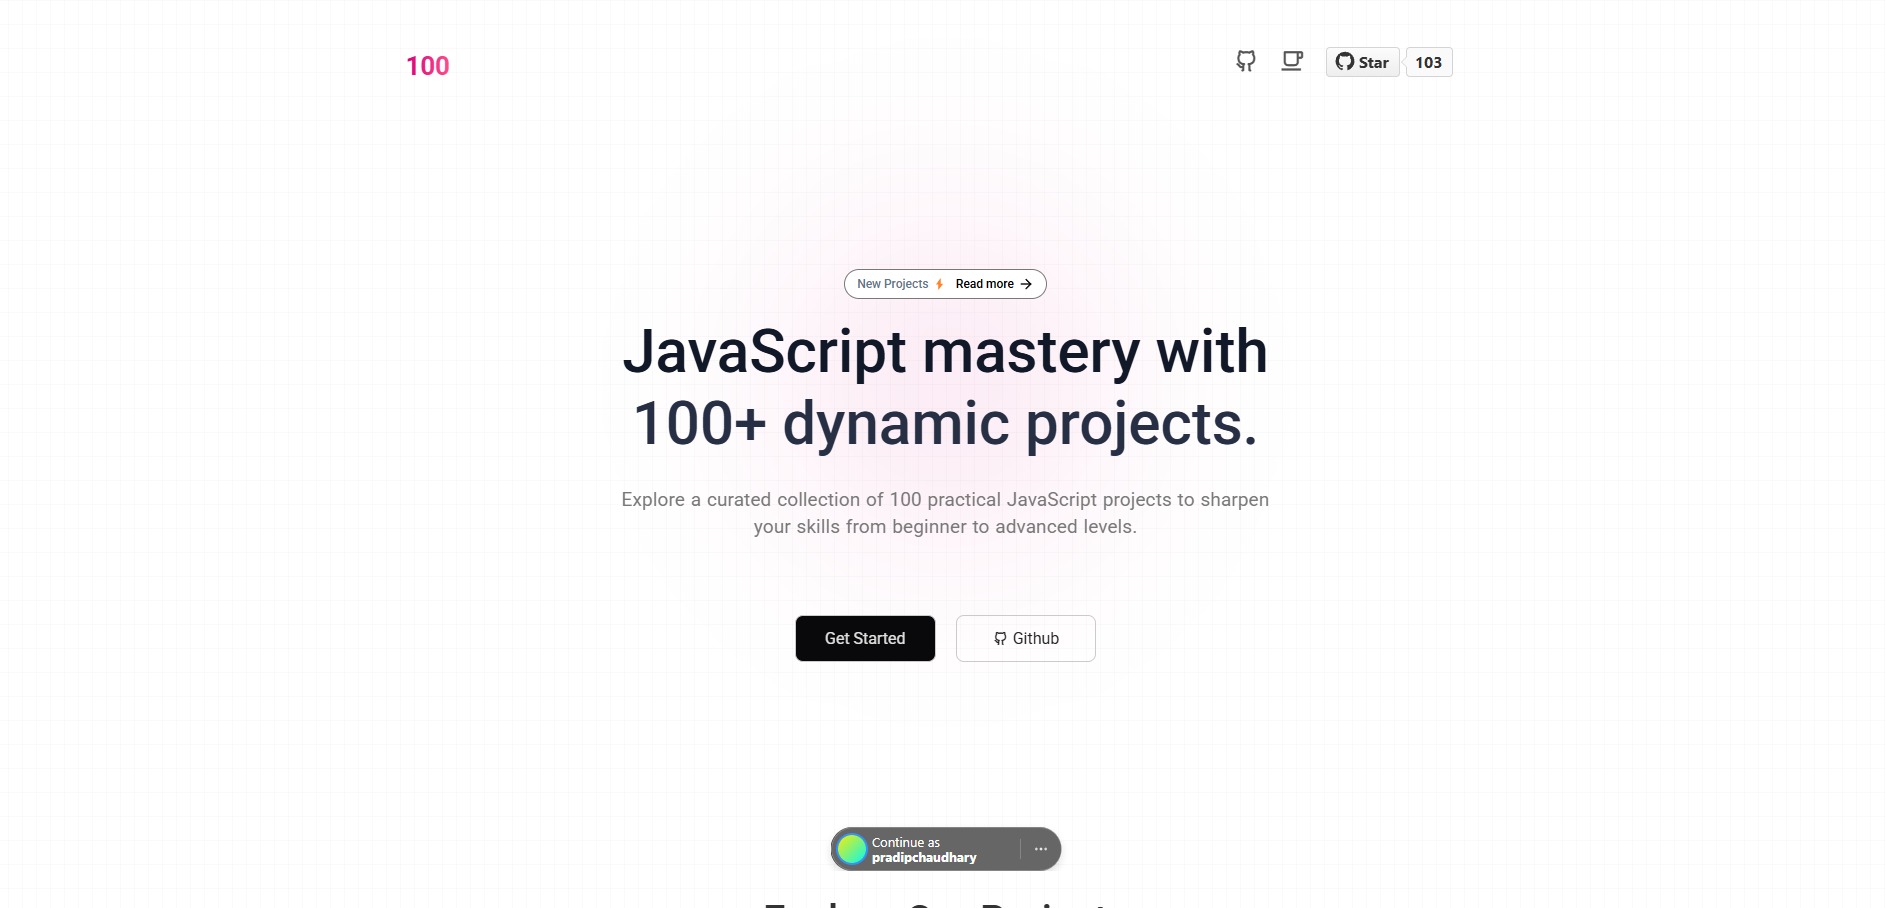 100
Star
103
New Projects Read more
JavaScript mastery with
100+ dynamic projects.
Explore a curated collection of 100 practical JavaScript projects to sharpen
your skills from beginner to advanced levels.
Get Started
Github
Continue as
pradipchaudhary